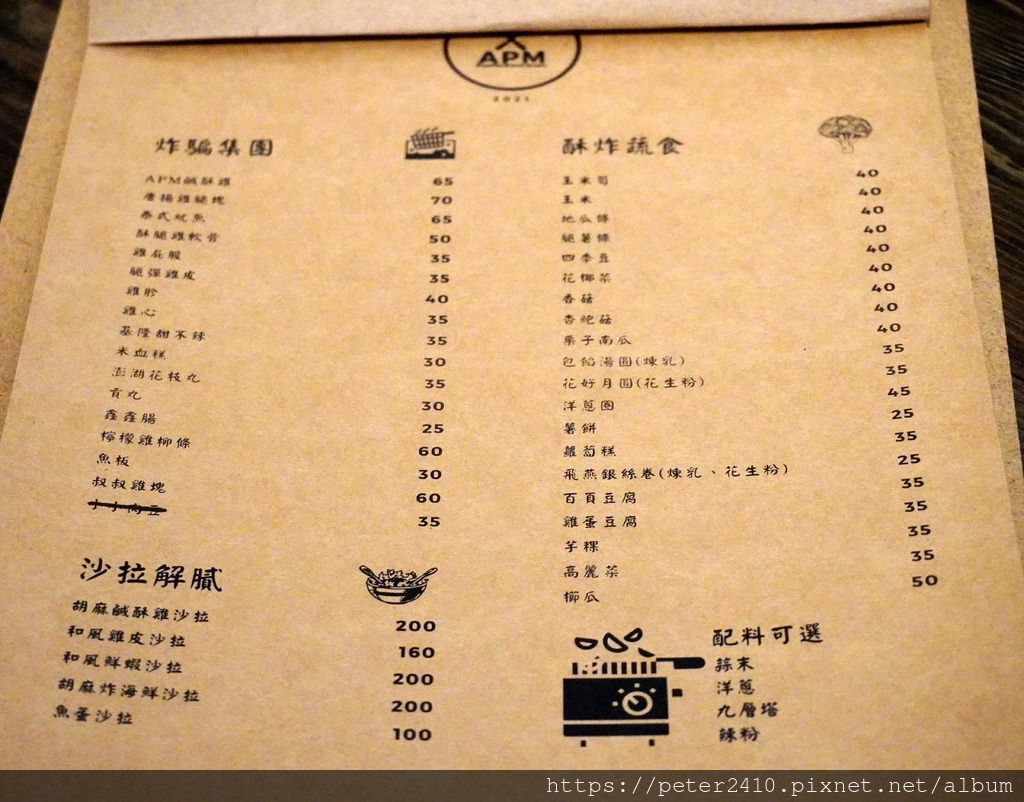 APM
2021
炸騙集團
APM鹹酥雞 65
唐揚雞腿塊 70
泰式魷魚 65
酥脆雞軟骨 50
雞屁股 35
脆彈雞皮 35
雞胗 40
雞心 35
基隆甜不辣 35
米血糕 30
澎湖花枝丸 35
貢丸 30
鑫鑫腸 25
檸檬雞柳條 60
魚板 30
叔叔雞塊 60
小小肉豆 35
沙拉解膩
胡麻鹹酥雞沙拉 200
和風雞皮沙拉 160
和風鮮蝦沙拉 200
胡麻炸海鮮沙拉 200
魚蛋沙拉 100
酥炸蔬食
玉米筍 40
玉米 40
地瓜條 40
脆薯條 40
四季豆 40
花椰菜 40
香菇 40
杏鮑菇 40
栗子南瓜 40
包餡湯圓(煉乳) 35
花好月圓(花生粉) 35
洋蔥圈 45
薯餅 25
蘿蔔糕 35
飛燕銀絲卷(煉乳、花生粉) 25
百頁豆腐 35
雞蛋豆腐 35
芋粿 35
高麗菜 35
櫛瓜 50
配料可選
蒜末
洋蔥
九層塔
辣粉
https://peter2410.pixnet.net/album